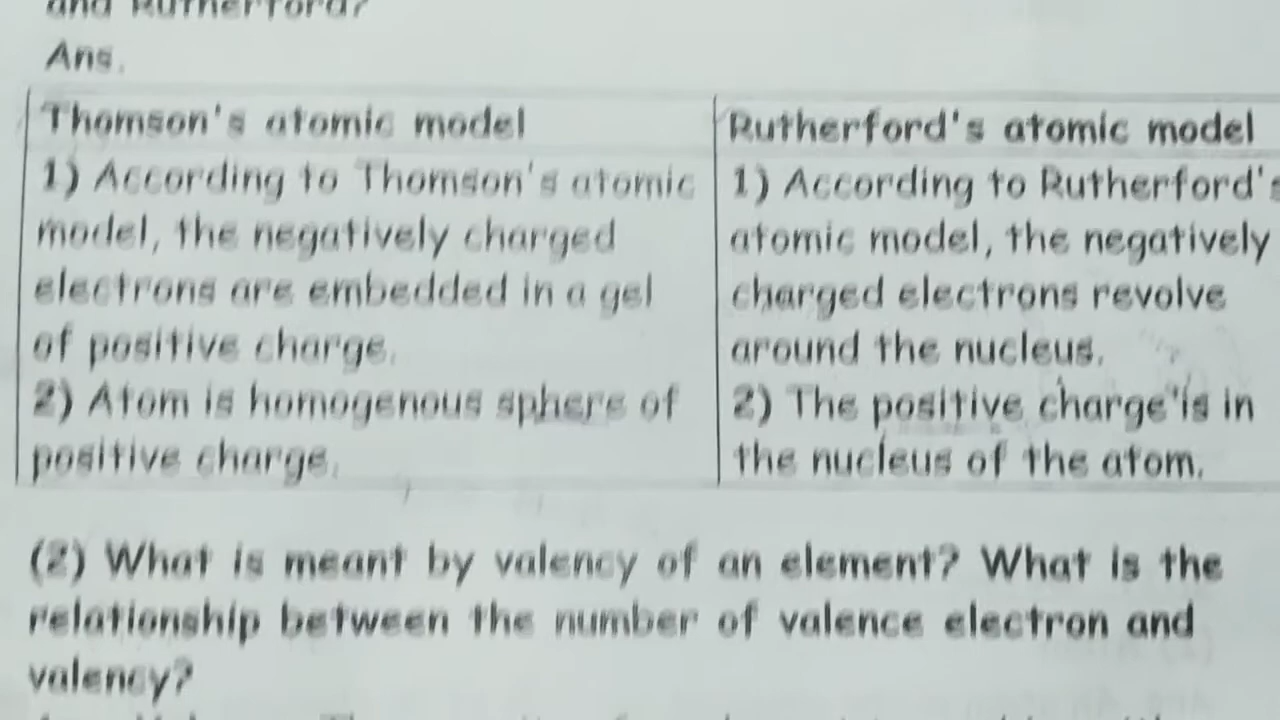 and Rutherford?
Ans.
Thomson's atomic model
1) According to Thomson's atomic
model, the negatively charged
electrons are embedded in a gel
of positive charge.
2) Atom is homogenous sphere of
positive charge.
Rutherford's atomic model
1) According to Rutherford's
atomic model, the negatively
charged electrons revolve
around the nucleus.
2) The positive charge is in
the nucleus of the atom.
(2) What is meant by valency of an element? What is the
relationship between the number of valence electron and
valency?